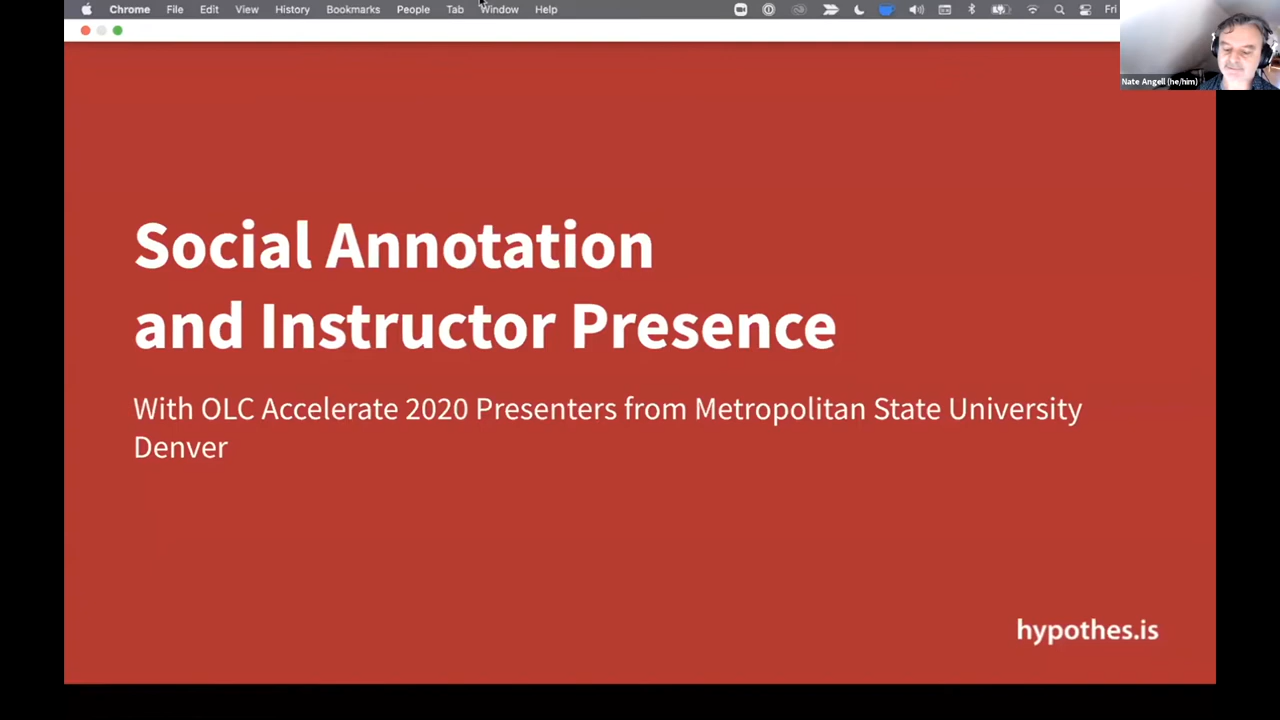 Chrome File Edit View History Bookmarks People Tab Window Help Fri
Nate Angell (he/him)
Social Annotation
and Instructor Presence
With OLC Accelerate 2020 Presenters from Metropolitan State University
Denver
hypothes.is